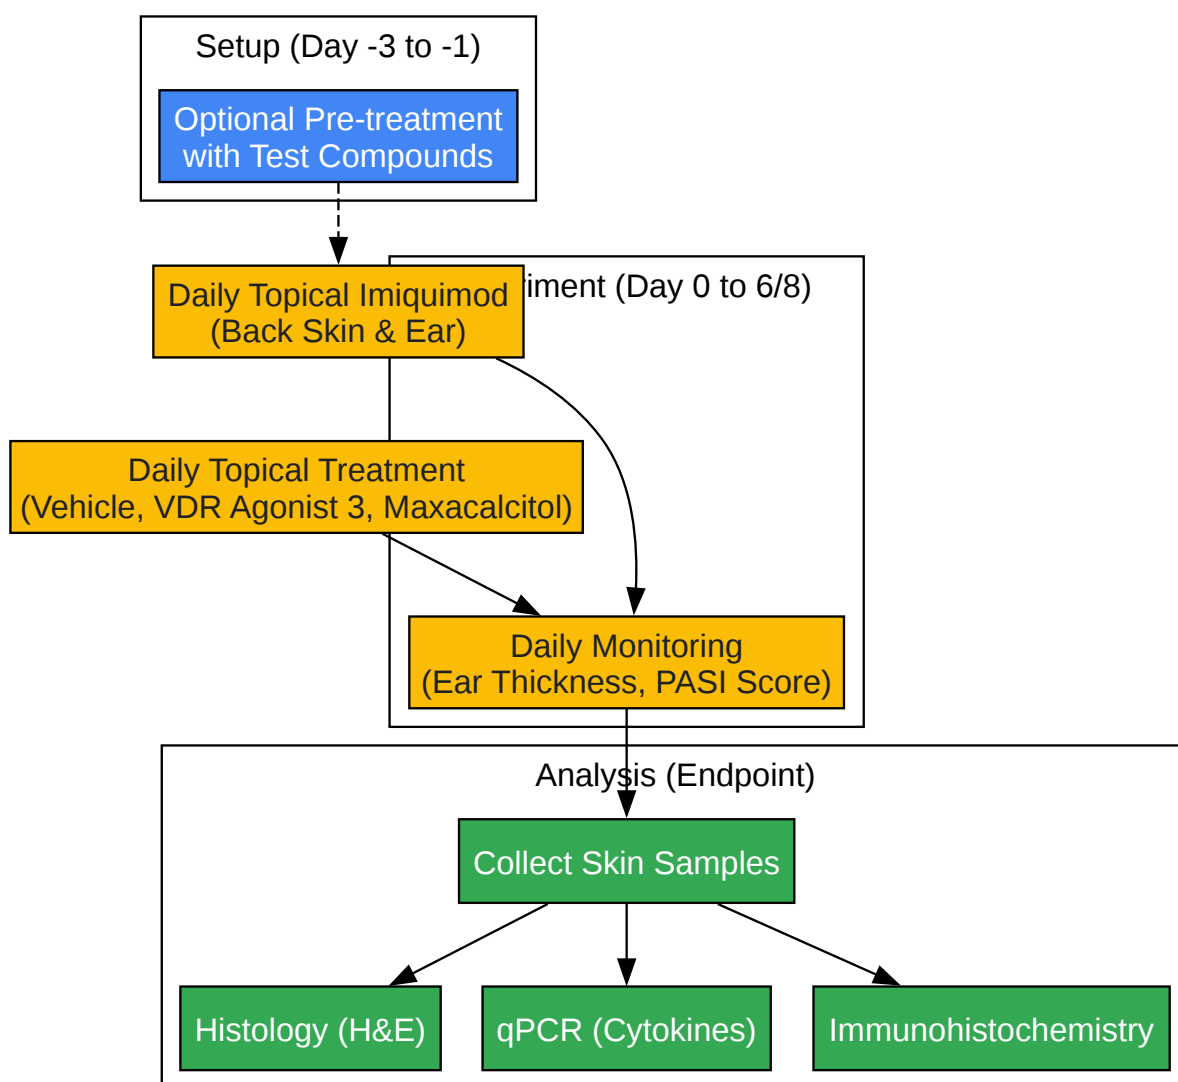 Setup (Day -3 to -1)
Optional Pre-treatment
with Test Compounds
Daily Topical Imiquimod
(Back Skin & Ear)
(Day 0 to 6/8)
Daily Topical Treatment
(Vehicle, VDR Agonist 3, Maxacalcitol)
Daily Monitoring
(Ear Thickness, PASI Score)
Analysis (Endpoint)
Collect Skin Samples
Histology (H&E)
qPCR (Cytokines)
Immunohistochemistry